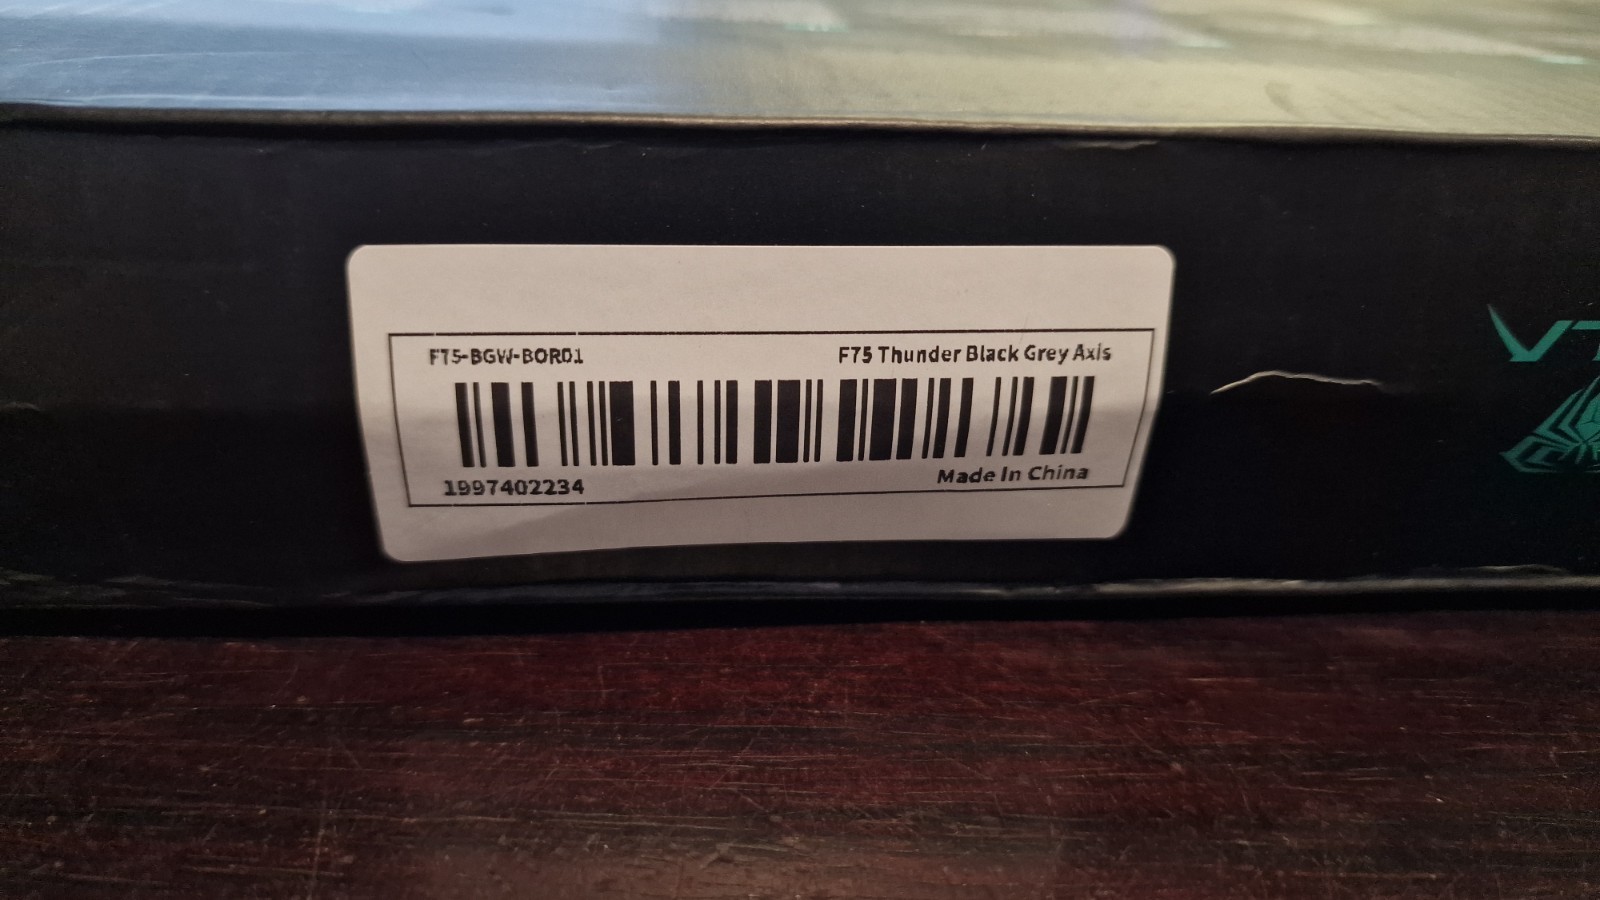 F75-BGW-BOR01
F75 Thunder Black Grey Axis
1997402234
Made In China